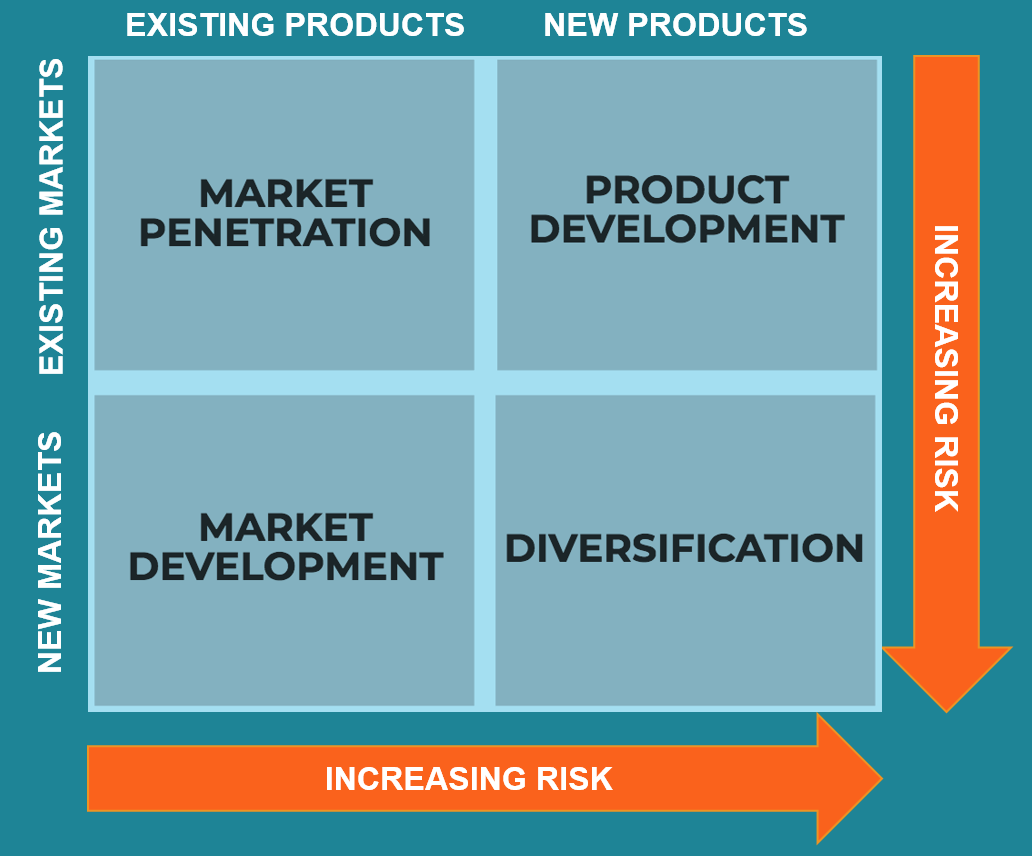 EXISTING PRODUCTS
NEW PRODUCTS
EXISTING MARKETS
MARKET
PENETRATION
PRODUCT
DEVELOPMENT
INCREASING RISK
NEW MARKETS
MARKET
DEVELOPMENT
DIVERSIFICATION
INCREASING RISK